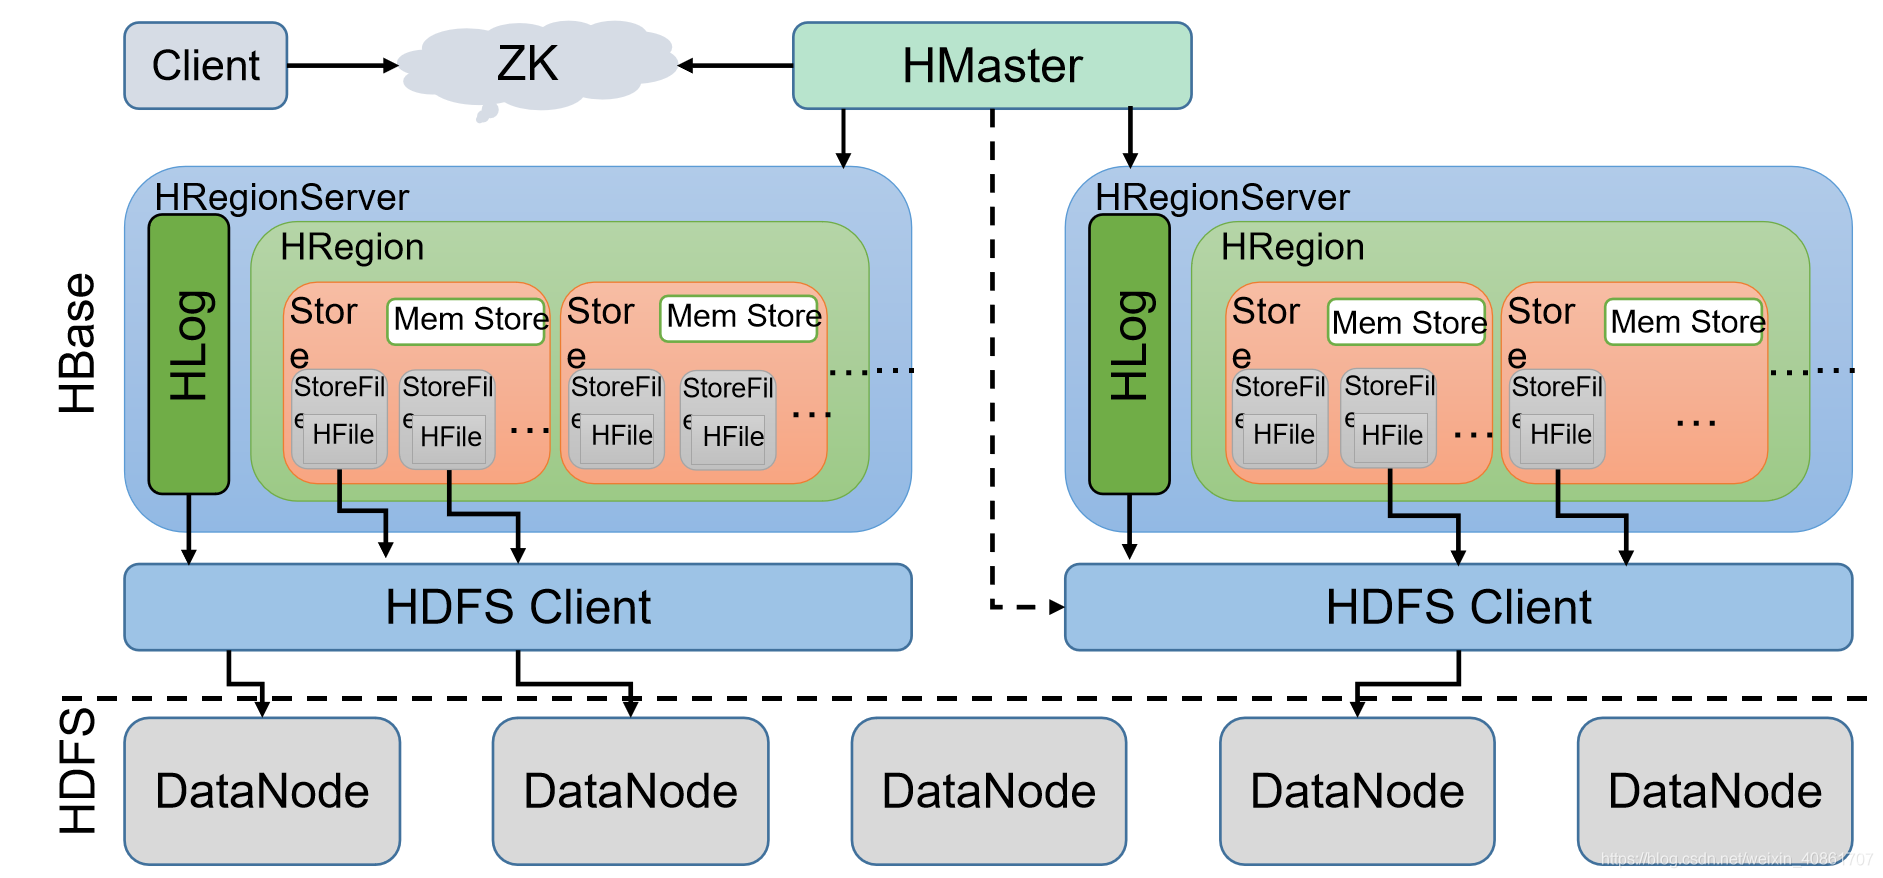 Client
ZK
HMaster
HBase
HRegionServer
HLog
HRegion
Stor
e
Mem Store
StoreFil
e
HFile
StoreFil
e
HFile
...
Stor
e
Mem Store
StoreFil
e
HFile
StoreFil
e
HFile
...
......
HRegionServer
HLog
HRegion
Stor
e
Mem Store
StoreFil
e
HFile
StoreFil
e
HFile
...
Stor
e
Mem Store
StoreFil
e
HFile
...
......
HDFS Client
HDFS Client
HDFS
DataNode
DataNode
DataNode
DataNode
DataNode
https://blog.csdn.net/weixin_40861707